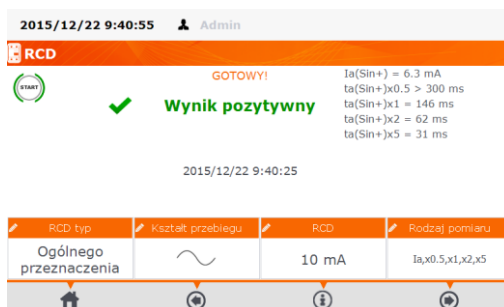 2015/12/22 9:40:55 Admin
RCD
START
GOTOWY!
Wynik pozytywny
2015/12/22 9:40:25
Ia(Sin+) = 6.3 mA
ta(Sin+)x0.5 > 300 ms
ta(Sin+)x1 = 146 ms
ta(Sin+)x2 = 62 ms
ta(Sin+)x5 = 31 ms
RCD typ
Ogólnego
przeznaczenia
Kształt przebiegu
RCD
10 mA
Rodzaj pomiaru
Ia,x0.5,x1,x2,x5